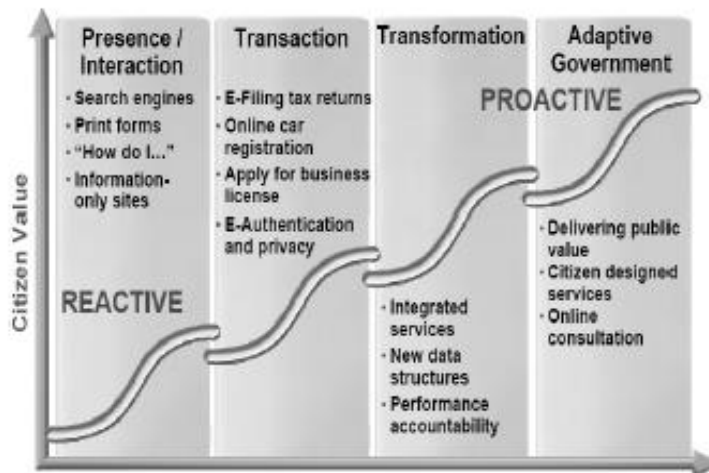 Presence /
Interaction
· Search engines
· Print forms
· "How do I..."
· Information-
only sites
REACTIVE
Transaction
· E-Filing tax returns
· Online car
registration
· Apply for business
license
· E-Authentication
and privacy
Transformation
· Integrated
services
· New data
structures
· Performance
accountability
Adaptive
Government
PROACTIVE
· Delivering public
value
· Citizen designed
services
· Online
consultation
Citizen Value